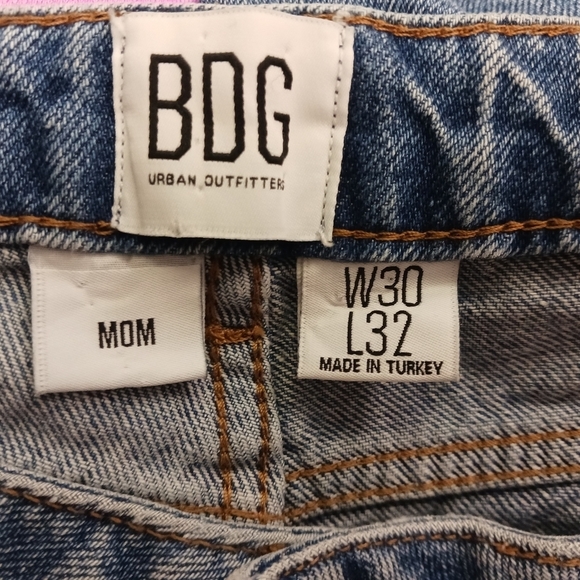 BDG
URBAN OUTFITTERS
MOM
W30
L32
MADE IN TURKEY